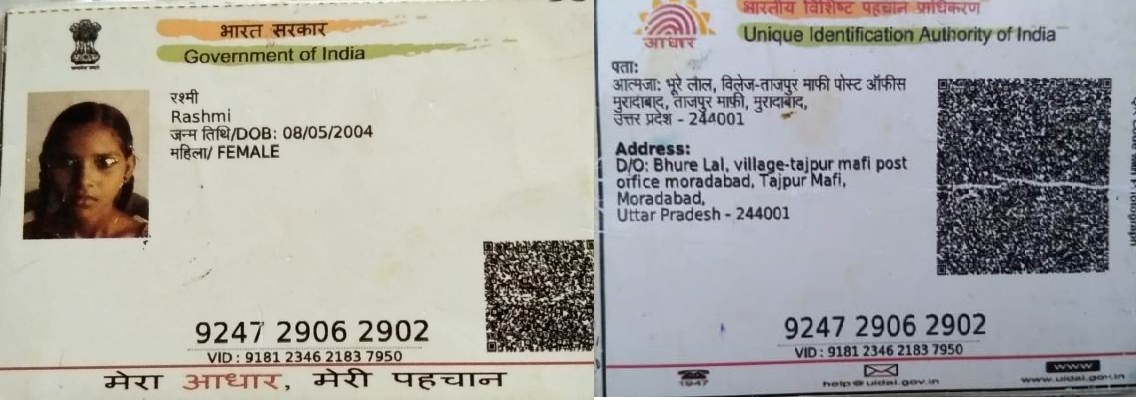 भारत सरकार
Government of India
रश्मी
Rashmi
जन्म तिथि/DOB: 08/05/2004
महिला/ FEMALE
9247 2906 2902
VID : 9181 2346 2183 7950
मेरा आधार, मेरी पहचान
भारतीय विशिष्ट पहचान प्राधिकरण
Unique Identification Authority of India
आधार
पता:
आत्मजा: भूरे लाल, विलेज-ताजपुर माफी पोस्ट ऑफीस
मुरादाबाद, ताजपुर माफ़ी, मुरादाबाद,
उत्तर प्रदेश - 244001
Address:
D/O: Bhure Lal, village-tajpur mafi post
office moradabad, Tajpur Mafi,
Moradabad,
Uttar Pradesh - 244001
9247 2906 2902
VID : 9181 2346 2183 7950
1947
help@uidai.gov.in
www
www.uidai.gov.in